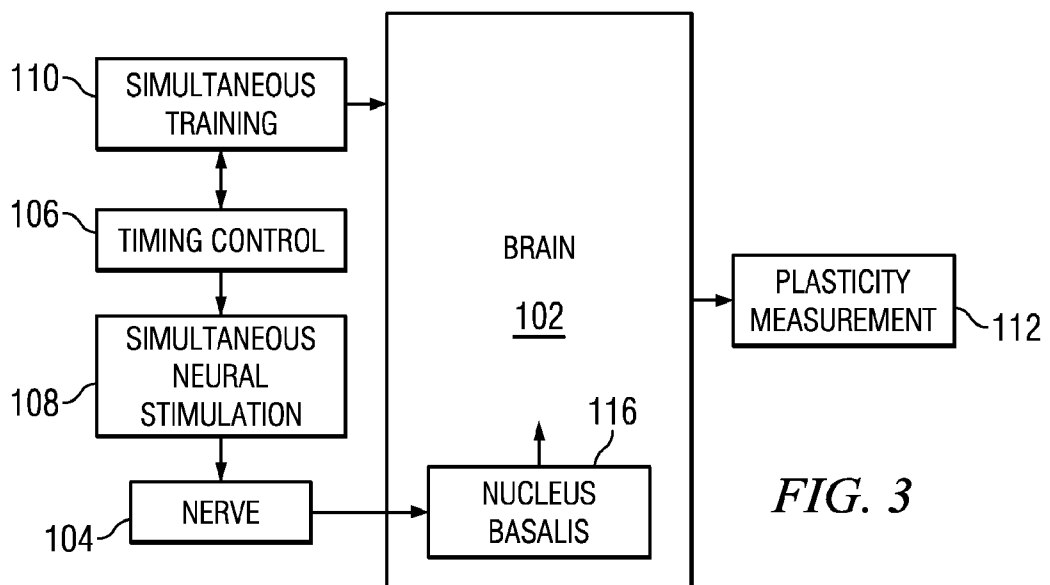 110
SIMULTANEOUS
TRAINING
106
TIMING CONTROL
108
SIMULTANEOUS
NEURAL
STIMULATION
104
NERVE
BRAIN
102
116
NUCLEUS
BASALIS
PLASTICITY
MEASUREMENT
112
FIG. 3